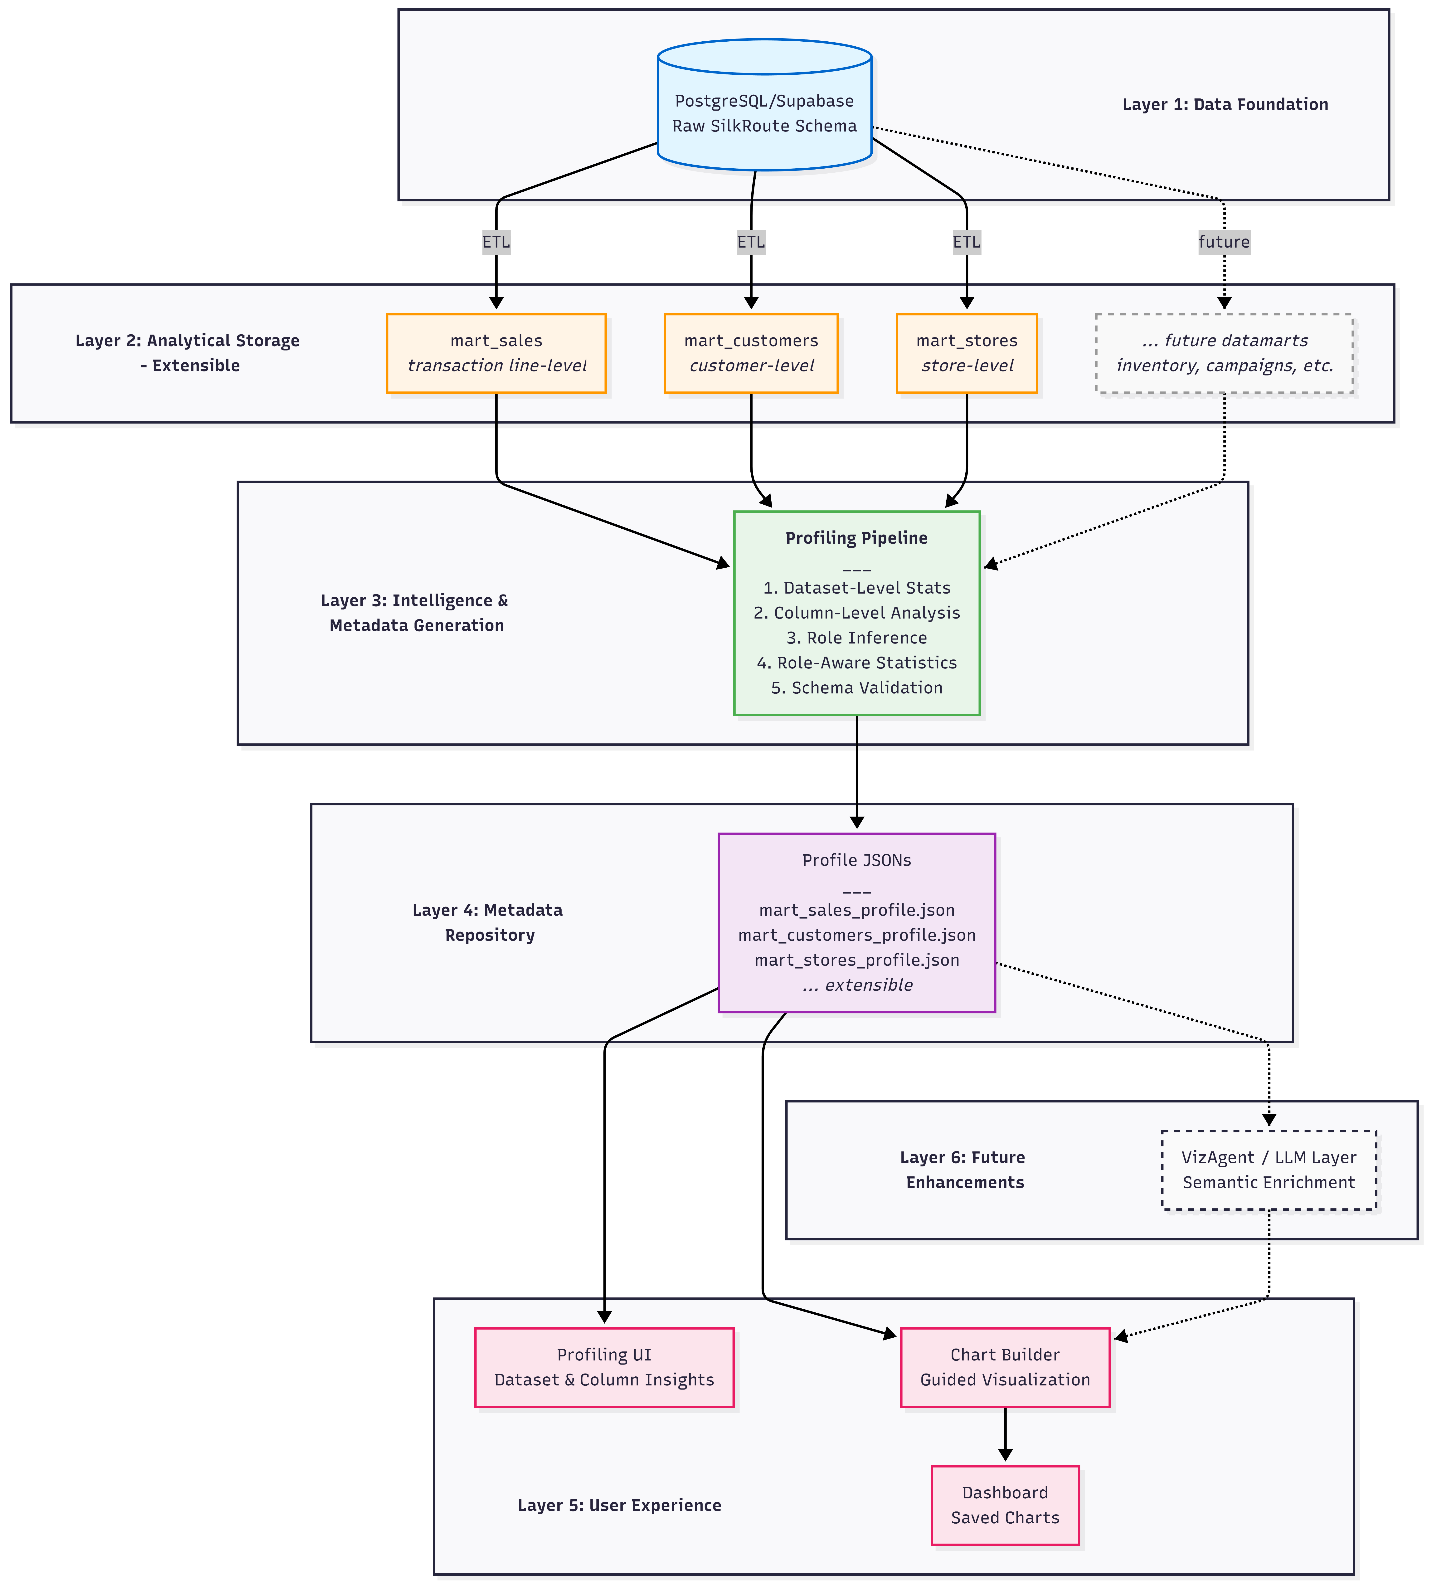 PostgreSQL/Supabase
Raw SilkRoute Schema
Layer 1: Data Foundation
ETL
ETL
ETL
future
Layer 2: Analytical Storage
- Extensible
mart_sales
transaction line-level
mart_customers
customer-level
mart_stores
store-level
... future datamarts
inventory, campaigns, etc.
Layer 3: Intelligence &
Metadata Generation
Profiling Pipeline
___
1. Dataset-Level Stats
2. Column-Level Analysis
3. Role Inference
4. Role-Aware Statistics
5. Schema Validation
Layer 4: Metadata
Repository
Profile JSONs
___
mart_sales_profile.json
mart_customers_profile.json
mart_stores_profile.json
... extensible
Layer 6: Future
Enhancements
VizAgent / LLM Layer
Semantic Enrichment
Profiling UI
Dataset & Column Insights
Chart Builder
Guided Visualization
Layer 5: User Experience
Dashboard
Saved Charts